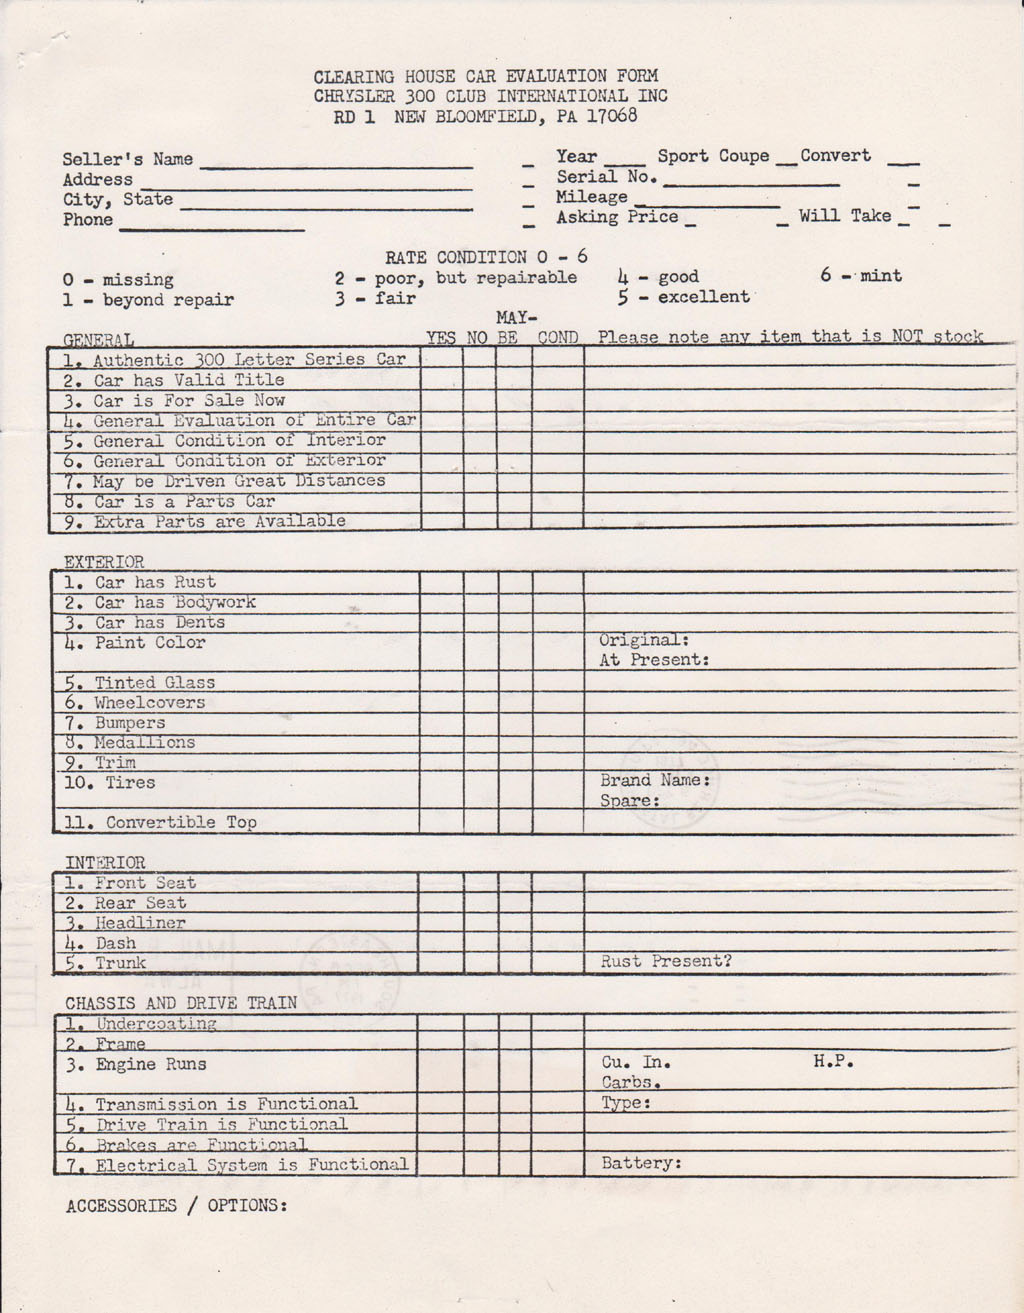 CLEARING HOUSE CAR EVALUATION FORM
CHRYSLER 300 CLUB INTERNATIONAL INC
RD 1 NEW BLOOMFIELD, PA 17068
Seller's Name Year Sport Coupe Convert
Address Serial No.
City, State Mileage
Phone Asking Price Will Take
RATE CONDITION 0 - 6
0 - missing 2 - poor, but repairable 4 - good 6 - mint
1 - beyond repair 3 - fair 5 - excellent
MAY-
GENERAL YES NO BE COND Please note any item that is NOT stock
1. Authentic 300 Letter Series Car
2. Car has Valid Title
3. Car is For Sale Now
4. General Evaluation of Entire Car
5. General Condition of Interior
6. General Condition of Exterior
7. May be Driven Great Distances
8. Car is a Parts Car
9. Extra Parts are Available
EXTERIOR
1. Car has Rust
2. Car has Bodywork
3. Car has Dents
4. Paint Color Original:
At Present:
5. Tinted Glass
6. Wheelcovers
7. Bumpers
8. Medallions
9. Trim
10. Tires Brand Name:
Spare:
11. Convertible Top
INTERIOR
1. Front Seat
2. Rear Seat
3. Headliner
4. Dash
5. Trunk Rust Present?
CHASSIS AND DRIVE TRAIN
1. Undercoating
2. Frame
3. Engine Runs Cu. In. H.P.
Carbs.
4. Transmission is Functional Type:
5. Drive Train is Functional
6. Brakes are Functional
7. Electrical System is Functional Battery:
ACCESSORIES / OPTIONS: